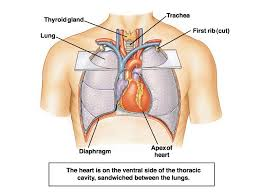 Trachea
Thyroid gland
First rib (cut)
Lung
Apex of
heart
Diaphragm
The heart is on the ventral side of the thoracic
cavity, sandwiched between the lungs.